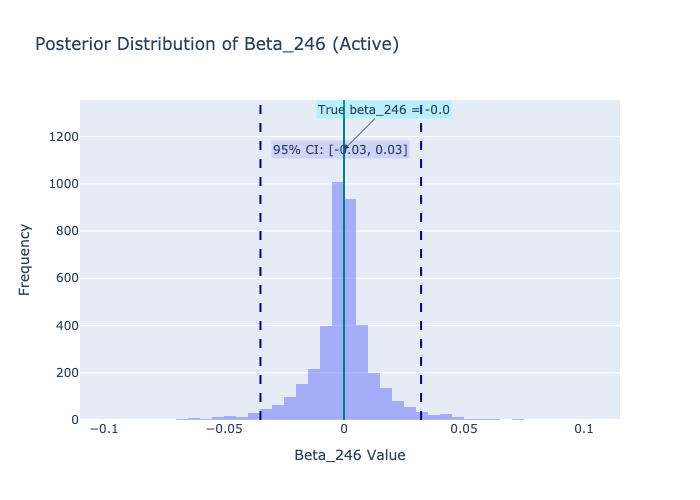 Posterior Distribution of Beta_246 (Active)
True beta_246 = -0.0
95% CI: [-0.03, 0.03]
1200
1000
800
600
400
200
0
Frequency
−0.1
−0.05
0
0.05
0.1
Beta_246 Value